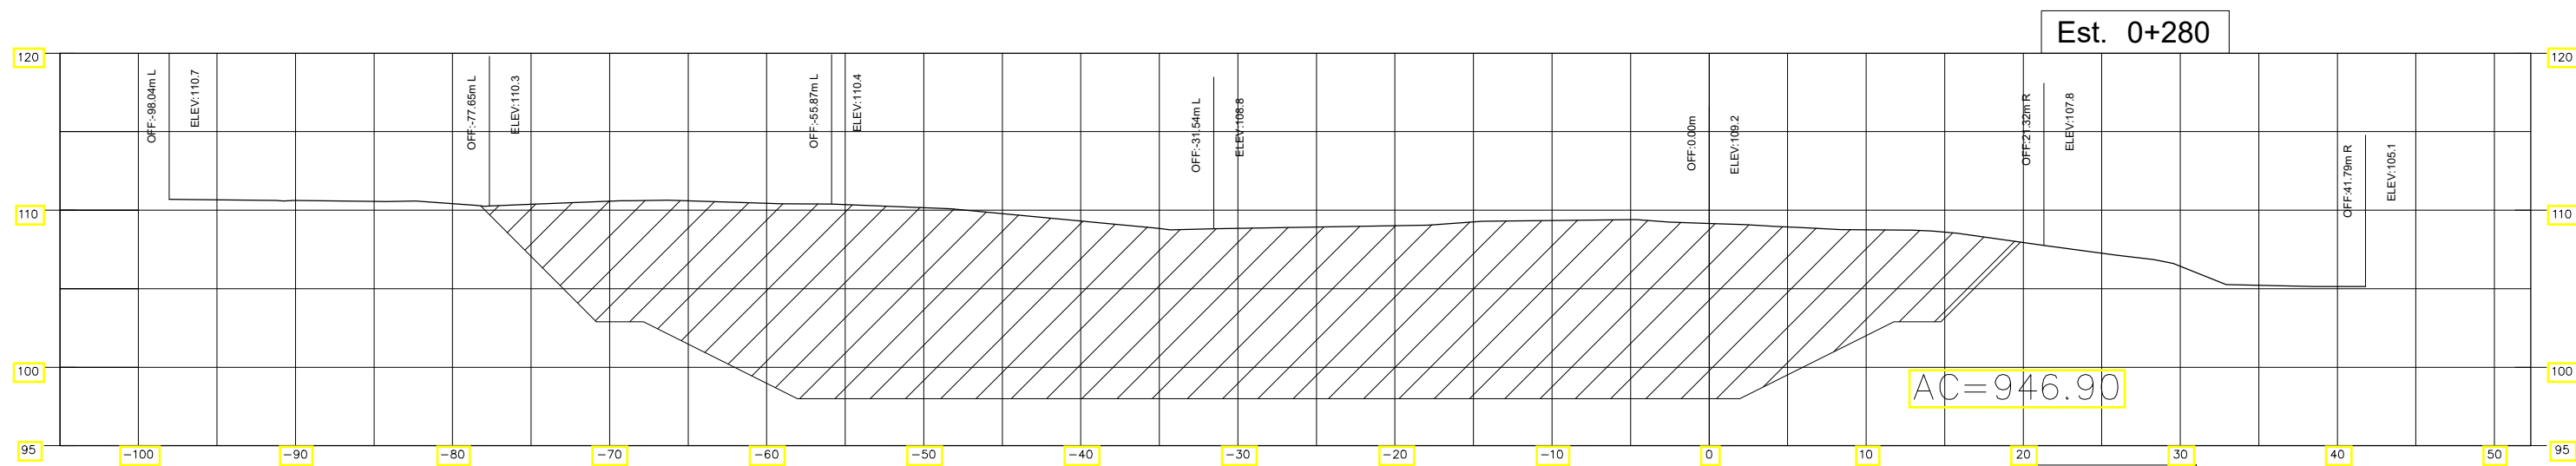 Est. 0+280
120
120
OFF:-98.04m L
ELEV:110.7
OFF:-77.65m L
ELEV:110.3
OFF:-55.87m L
ELEV:110.4
OFF:-31.54m L
ELEV:108.8
OFF:0.00m
ELEV:109.2
OFF:21.32m R
ELEV:107.8
OFF:41.79m R
ELEV:105.1
110
110
100
100
AC=946.90
95
95
-100 -90 -80 -70 -60 -50 -40 -30 -20 -10 0 10 20 30 40 50